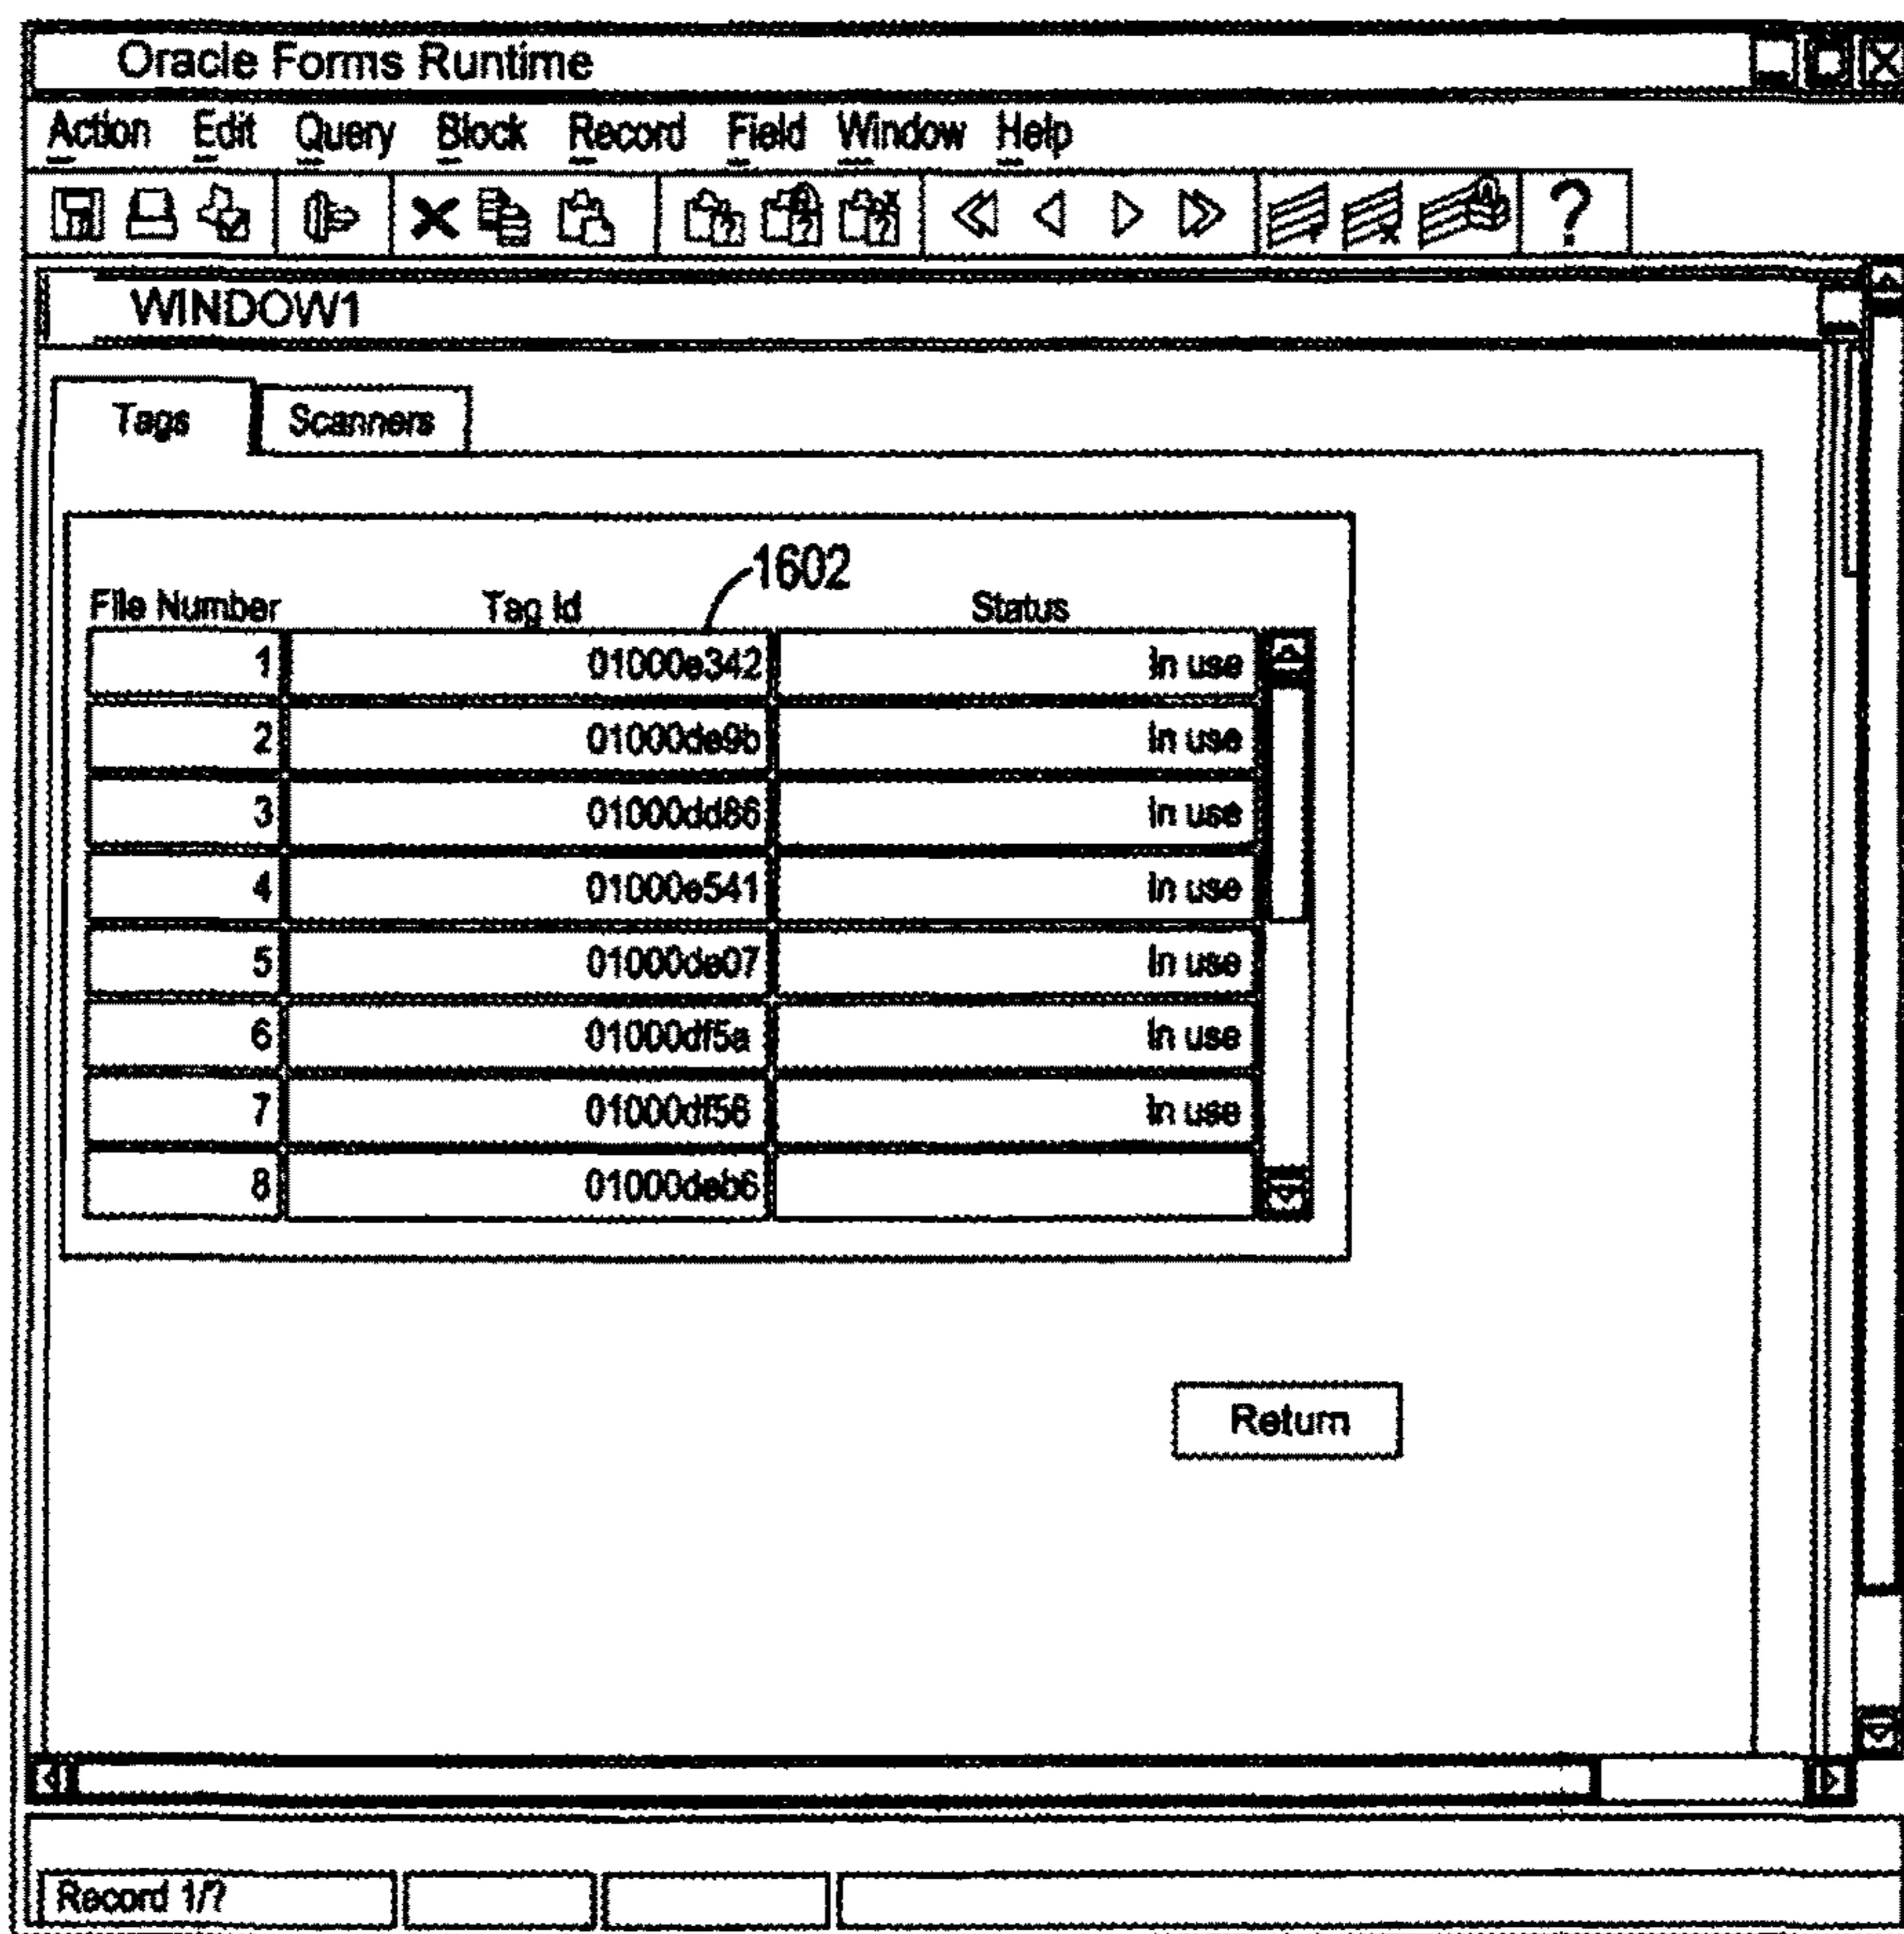 Oracle Forms Runtime
Action Edit Query Block Record Field Window Help
WINDOW1
Tags Scanners
1602
File Number Tag Id Status
1 01000e342 In use
2 01000de9b In use
3 01000dd86 In use
4 01000e541 In use
5 01000de07 In use
6 01000df5a In use
7 01000df56 In use
8 01000deb6
Return
Record 1/?